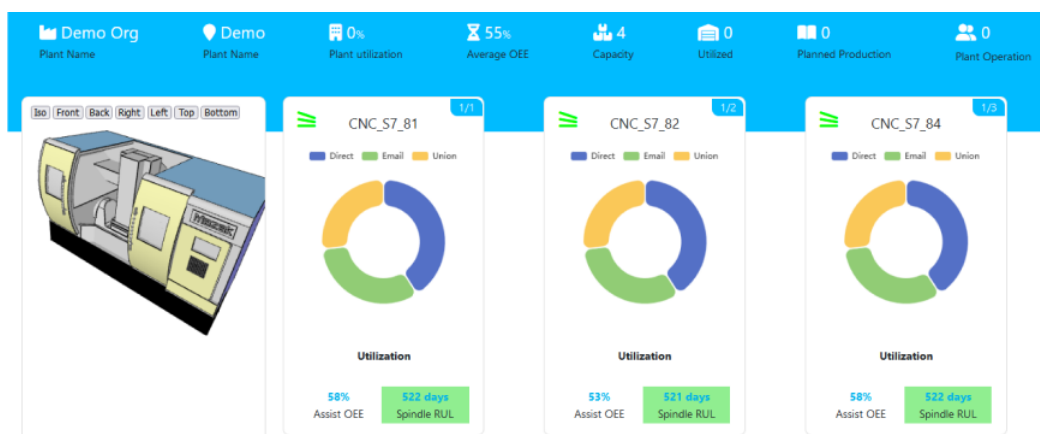 Demo Org
Plant Name
Demo
Plant Name
0%
Plant utilization
55%
Average OEE
4
Capacity
0
Utilized
0
Planned Production
0
Plant Operation
Iso Front Back Right Left Top Bottom
Mazak
1/1
CNC_S7_81
Direct Email Union
Utilization
58%
Assist OEE
522 days
Spindle RUL
1/2
CNC_S7_82
Direct Email Union
Utilization
53%
Assist OEE
521 days
Spindle RUL
1/3
CNC_S7_84
Direct Email Union
Utilization
58%
Assist OEE
522 days
Spindle RUL